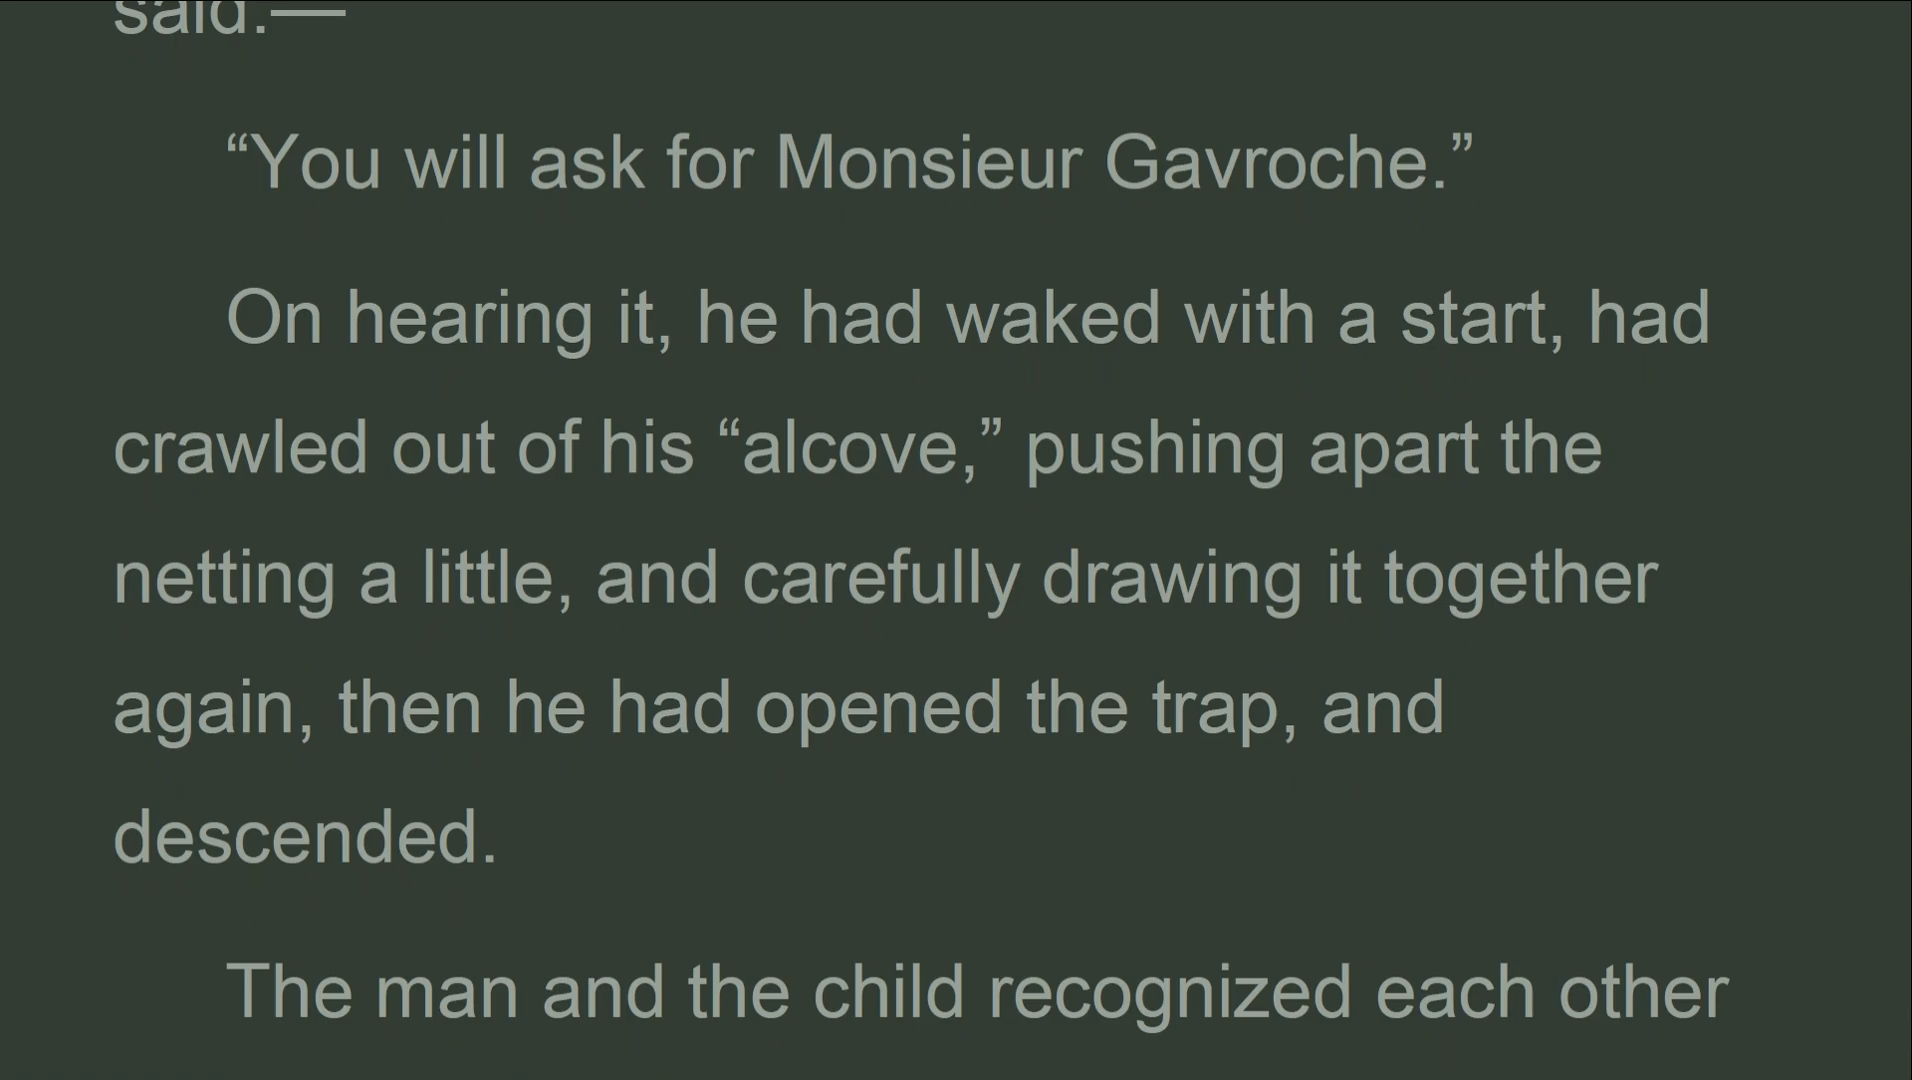 said:—
“You will ask for Monsieur Gavroche.”
On hearing it, he had waked with a start, had
crawled out of his “alcove,” pushing apart the
netting a little, and carefully drawing it together
again, then he had opened the trap, and
descended.
The man and the child recognized each other